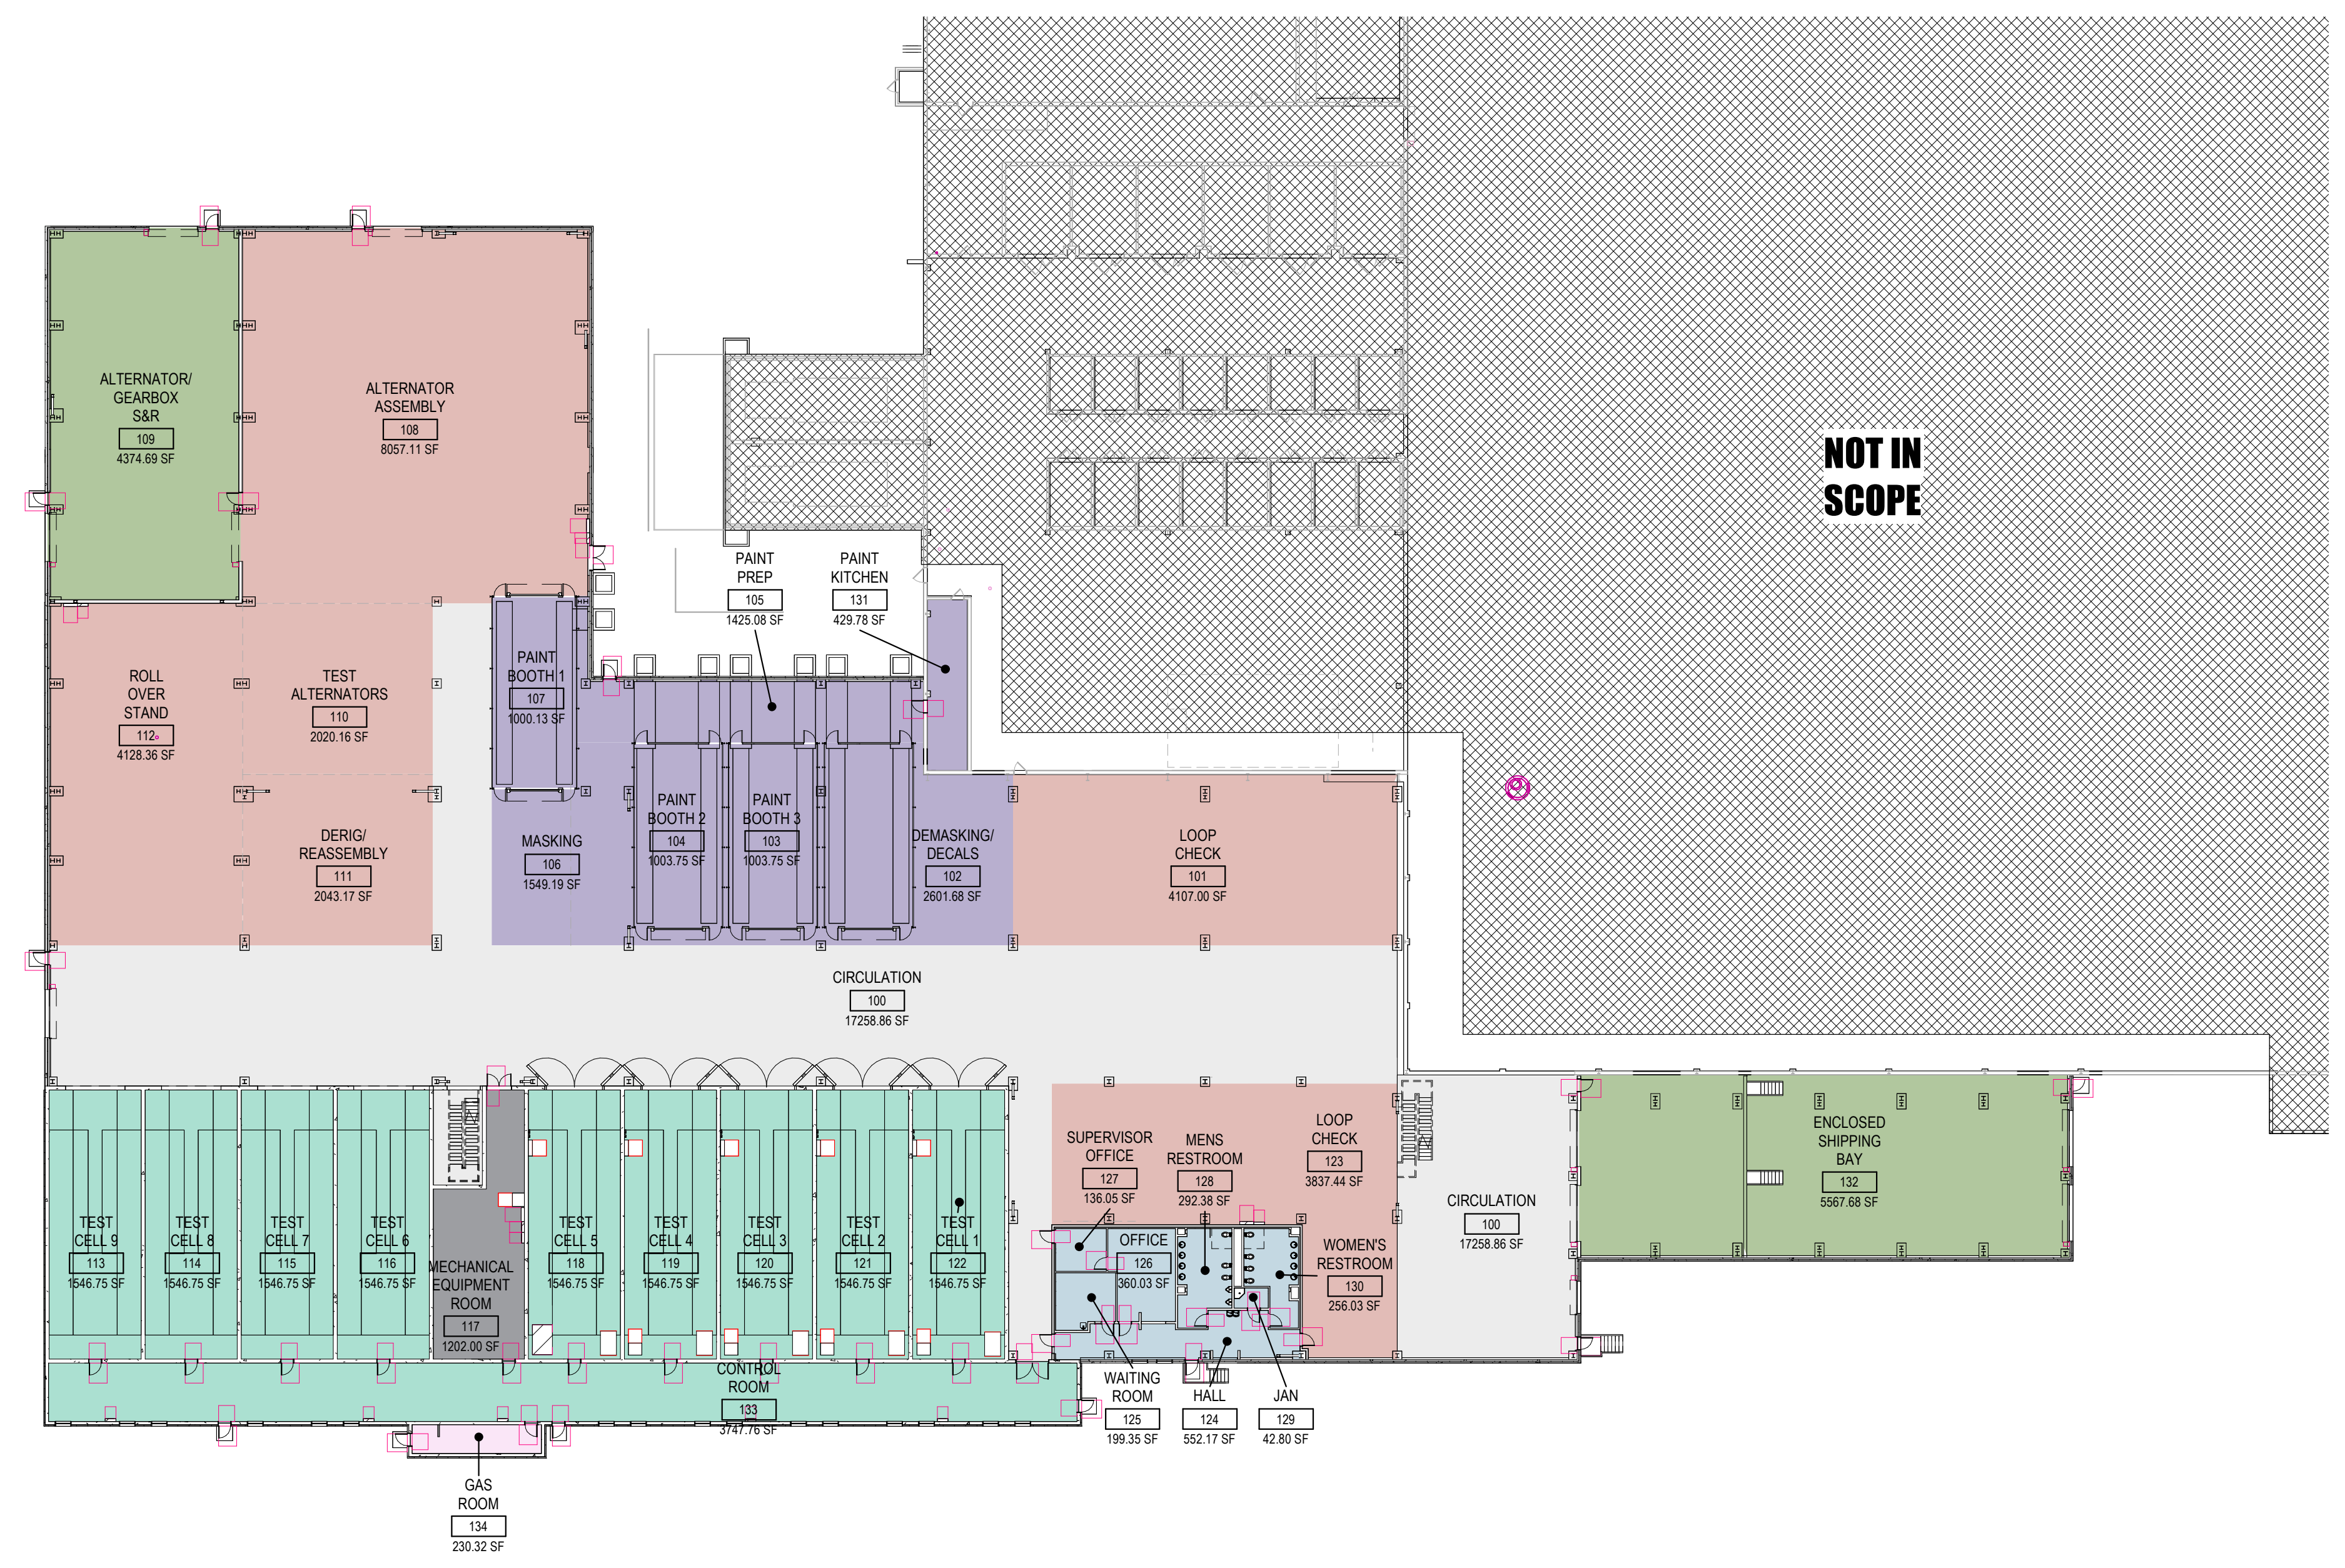 NOT IN
SCOPE
ALTERNATOR/
GEARBOX
S&R
109
4374.69 SF
ALTERNATOR
ASSEMBLY
108
8057.11 SF
PAINT
PREP
105
1425.08 SF
PAINT
KITCHEN
131
429.78 SF
ROLL
OVER
STAND
112
4128.36 SF
TEST
ALTERNATORS
110
2020.16 SF
PAINT
BOOTH 1
107
1000.13 SF
DERIG/
REASSEMBLY
111
2043.17 SF
MASKING
106
1549.19 SF
PAINT
BOOTH 2
104
1003.75 SF
PAINT
BOOTH 3
103
1003.75 SF
DEMASKING/
DECALS
102
2601.68 SF
LOOP
CHECK
101
4107.00 SF
CIRCULATION
100
17258.86 SF
TEST
CELL 9
113
1546.75 SF
TEST
CELL 8
114
1546.75 SF
TEST
CELL 7
115
1546.75 SF
TEST
CELL 6
116
1546.75 SF
MECHANICAL
EQUIPMENT
ROOM
117
1202.00 SF
TEST
CELL 5
118
1546.75 SF
TEST
CELL 4
119
1546.75 SF
TEST
CELL 3
120
1546.75 SF
TEST
CELL 2
121
1546.75 SF
TEST
CELL 1
122
1546.75 SF
SUPERVISOR
OFFICE
127
136.05 SF
MENS
RESTROOM
128
292.38 SF
LOOP
CHECK
123
3837.44 SF
CIRCULATION
100
17258.86 SF
ENCLOSED
SHIPPING
BAY
132
5567.68 SF
OFFICE
126
360.03 SF
WOMEN'S
RESTROOM
130
256.03 SF
CONTROL
ROOM
133
3747.76 SF
WAITING
ROOM
125
199.35 SF
HALL
124
552.17 SF
JAN
129
42.80 SF
GAS
ROOM
134
230.32 SF